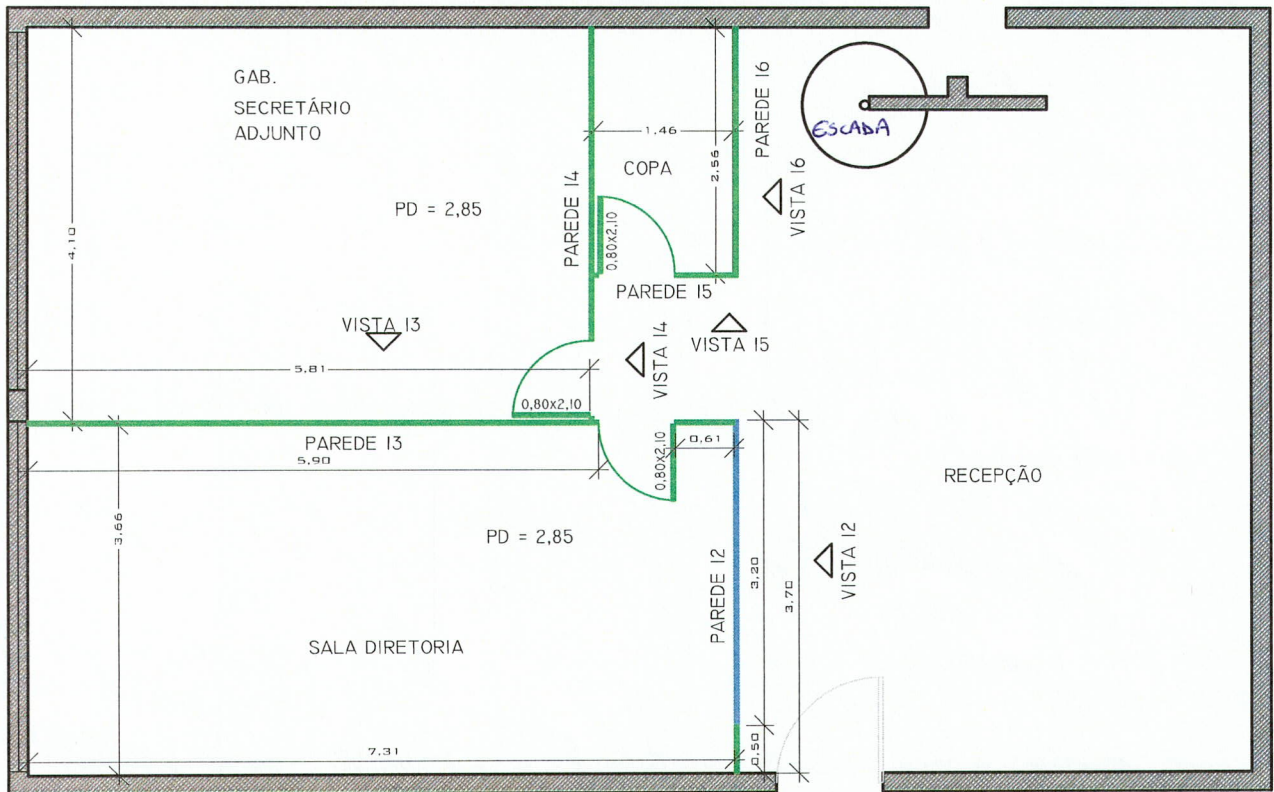 GAB.
SECRETÁRIO
ADJUNTO
PD = 2,85
4,10
VISTA 13
5,81
0,80x2,10
PAREDE 14
1,46
COPA
2,56
0,80x2,10
PAREDE 15
PAREDE 16
VISTA 16
ESCADA
VISTA 14
VISTA 15
PAREDE 13
5,90
0,80x2,10
0,61
3,66
PD = 2,85
SALA DIRETORIA
PAREDE 12
3,20
3,70
VISTA 12
RECEPÇÃO
7,31
0,50